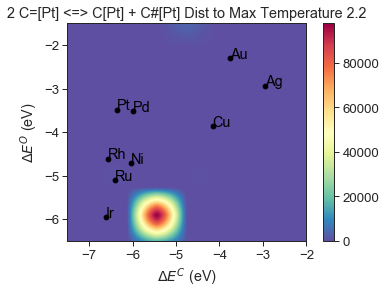 2 C=[Pt] <=> C[Pt] + C#[Pt] Dist to Max Temperature 2.2
−2
−3
−4
−5
−6
ΔE^O (eV)
Au
Ag
Pt
Pd
Cu
Rh
Ni
Ru
Ir
−7
−6
−5
−4
−3
−2
ΔE^C (eV)
80000
60000
40000
20000
0